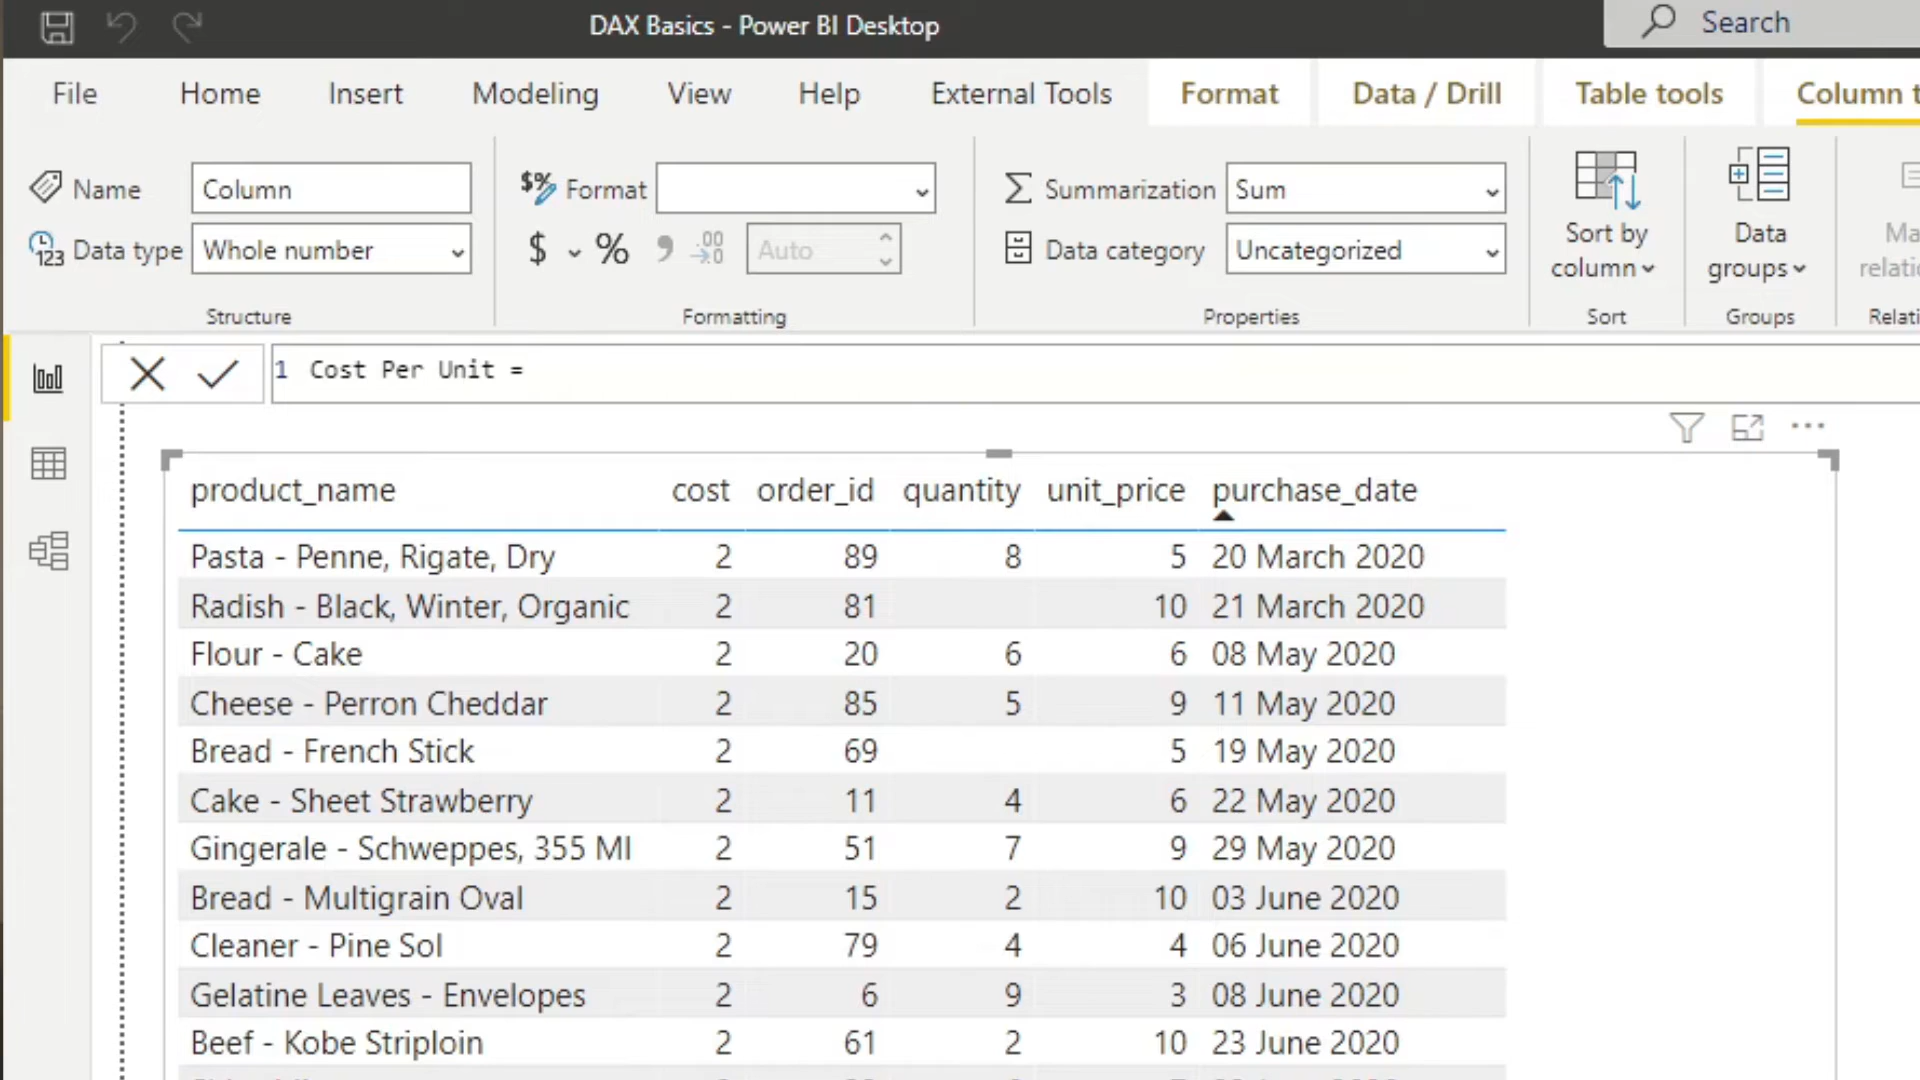 DAX Basics - Power BI Desktop
Search
File Home Insert Modeling View Help External Tools Format Data / Drill Table tools Column t
Name Column
Data type Whole number
Structure
Format
$ % Auto
Formatting
Summarization Sum
Data category Uncategorized
Properties
Sort by
column
Sort
Data
groups
Groups
Ma
relatio
Relati
1 Cost Per Unit =
product_name cost order_id quantity unit_price purchase_date
Pasta - Penne, Rigate, Dry 2 89 8 5 20 March 2020
Radish - Black, Winter, Organic 2 81 10 21 March 2020
Flour - Cake 2 20 6 6 08 May 2020
Cheese - Perron Cheddar 2 85 5 9 11 May 2020
Bread - French Stick 2 69 5 19 May 2020
Cake - Sheet Strawberry 2 11 4 6 22 May 2020
Gingerale - Schweppes, 355 Ml 2 51 7 9 29 May 2020
Bread - Multigrain Oval 2 15 2 10 03 June 2020
Cleaner - Pine Sol 2 79 4 4 06 June 2020
Gelatine Leaves - Envelopes 2 6 9 3 08 June 2020
Beef - Kobe Striploin 2 61 2 10 23 June 2020